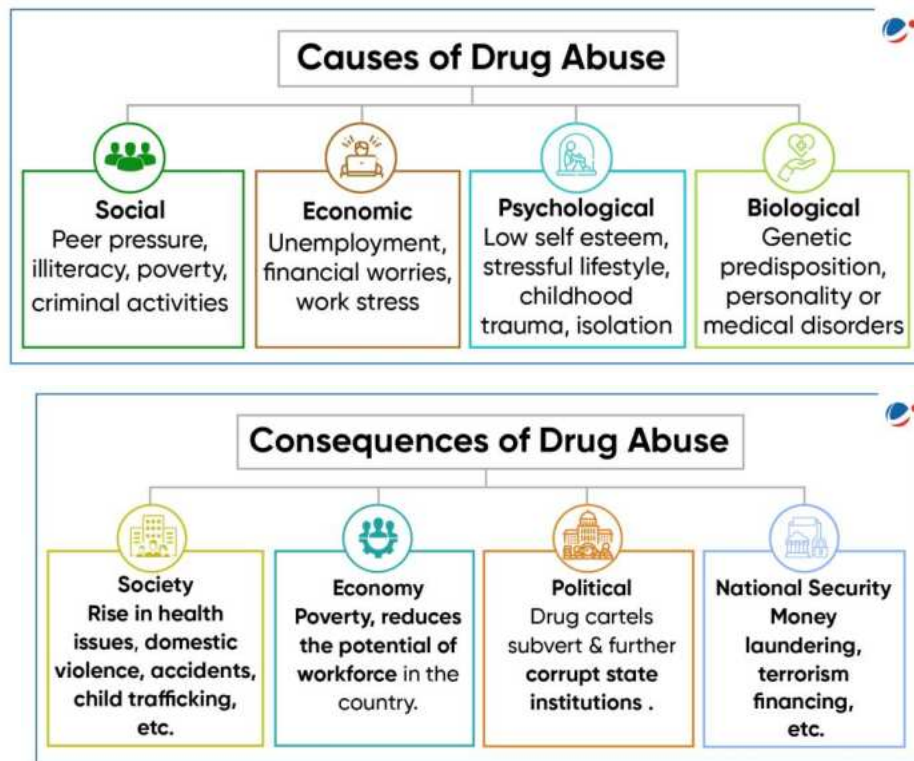 Causes of Drug Abuse
Social
Peer pressure,
illiteracy, poverty,
criminal activities
Economic
Unemployment,
financial worries,
work stress
Psychological
Low self esteem,
stressful lifestyle,
childhood
trauma, isolation
Biological
Genetic
predisposition,
personality or
medical disorders
Consequences of Drug Abuse
Society
Rise in health
issues, domestic
violence, accidents,
child trafficking,
etc.
Economy
Poverty, reduces
the potential of
workforce in the
country.
Political
Drug cartels
subvert & further
corrupt state
institutions .
National Security
Money
laundering,
terrorism
financing,
etc.